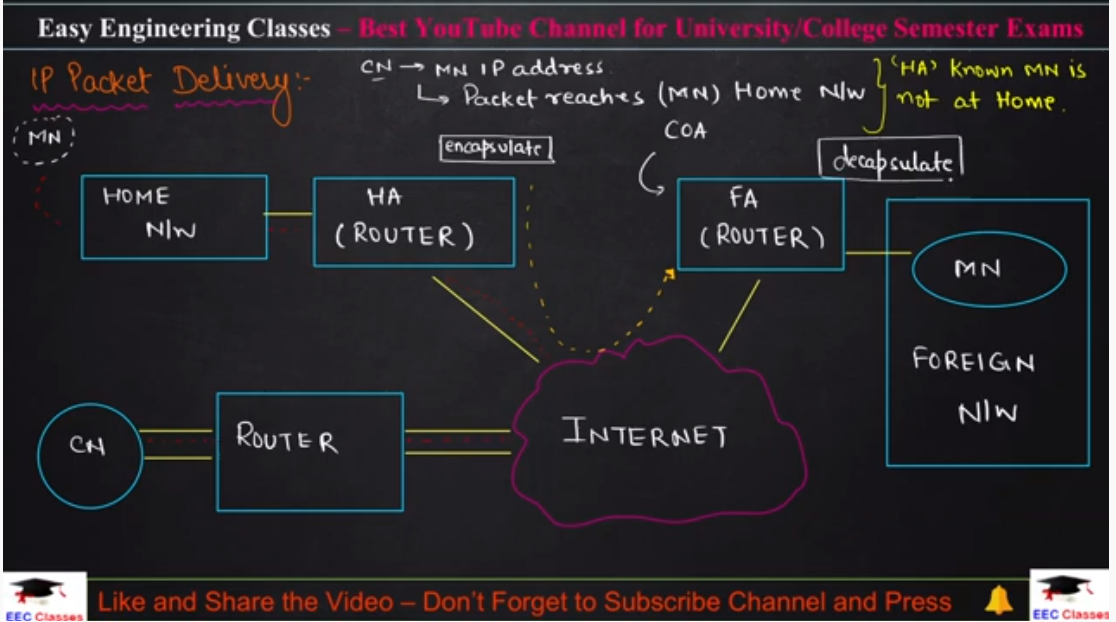 Easy Engineering Classes – Best YouTube Channel for University/College Semester Exams
IP Packet Delivery:-
CN → MN IP address.
↳ Packet reaches (MN) Home N/W
'HA' Known MN is
not at Home.
MN
encapsulate
COA
decapsulate
HOME
N/W
HA
(ROUTER)
FA
(ROUTER)
MN
FOREIGN
N/W
CN
ROUTER
INTERNET
EEC Classes
Like and Share the Video – Don't Forget to Subscribe Channel and Press
EEC Classes